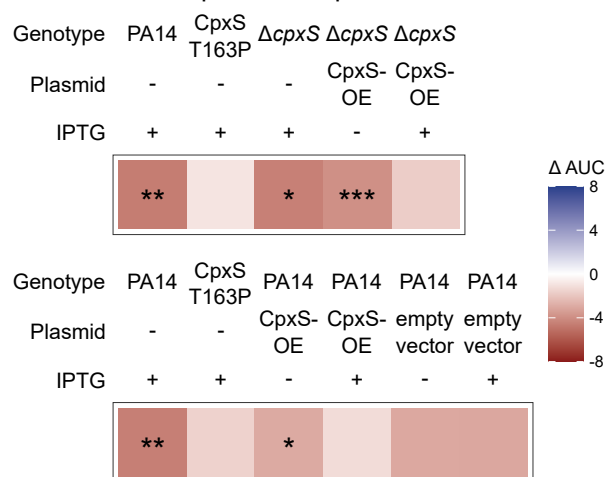 Genotype PA14 CpxS T163P ΔcpxS ΔcpxS ΔcpxS
Plasmid - - - CpxS-OE CpxS-OE
IPTG + + + - +
** * ***
Δ AUC
8
4
0
-4
-8
Genotype PA14 CpxS T163P PA14 PA14 PA14 PA14
Plasmid - - CpxS-OE CpxS-OE empty vector empty vector
IPTG + + - + - +
** *